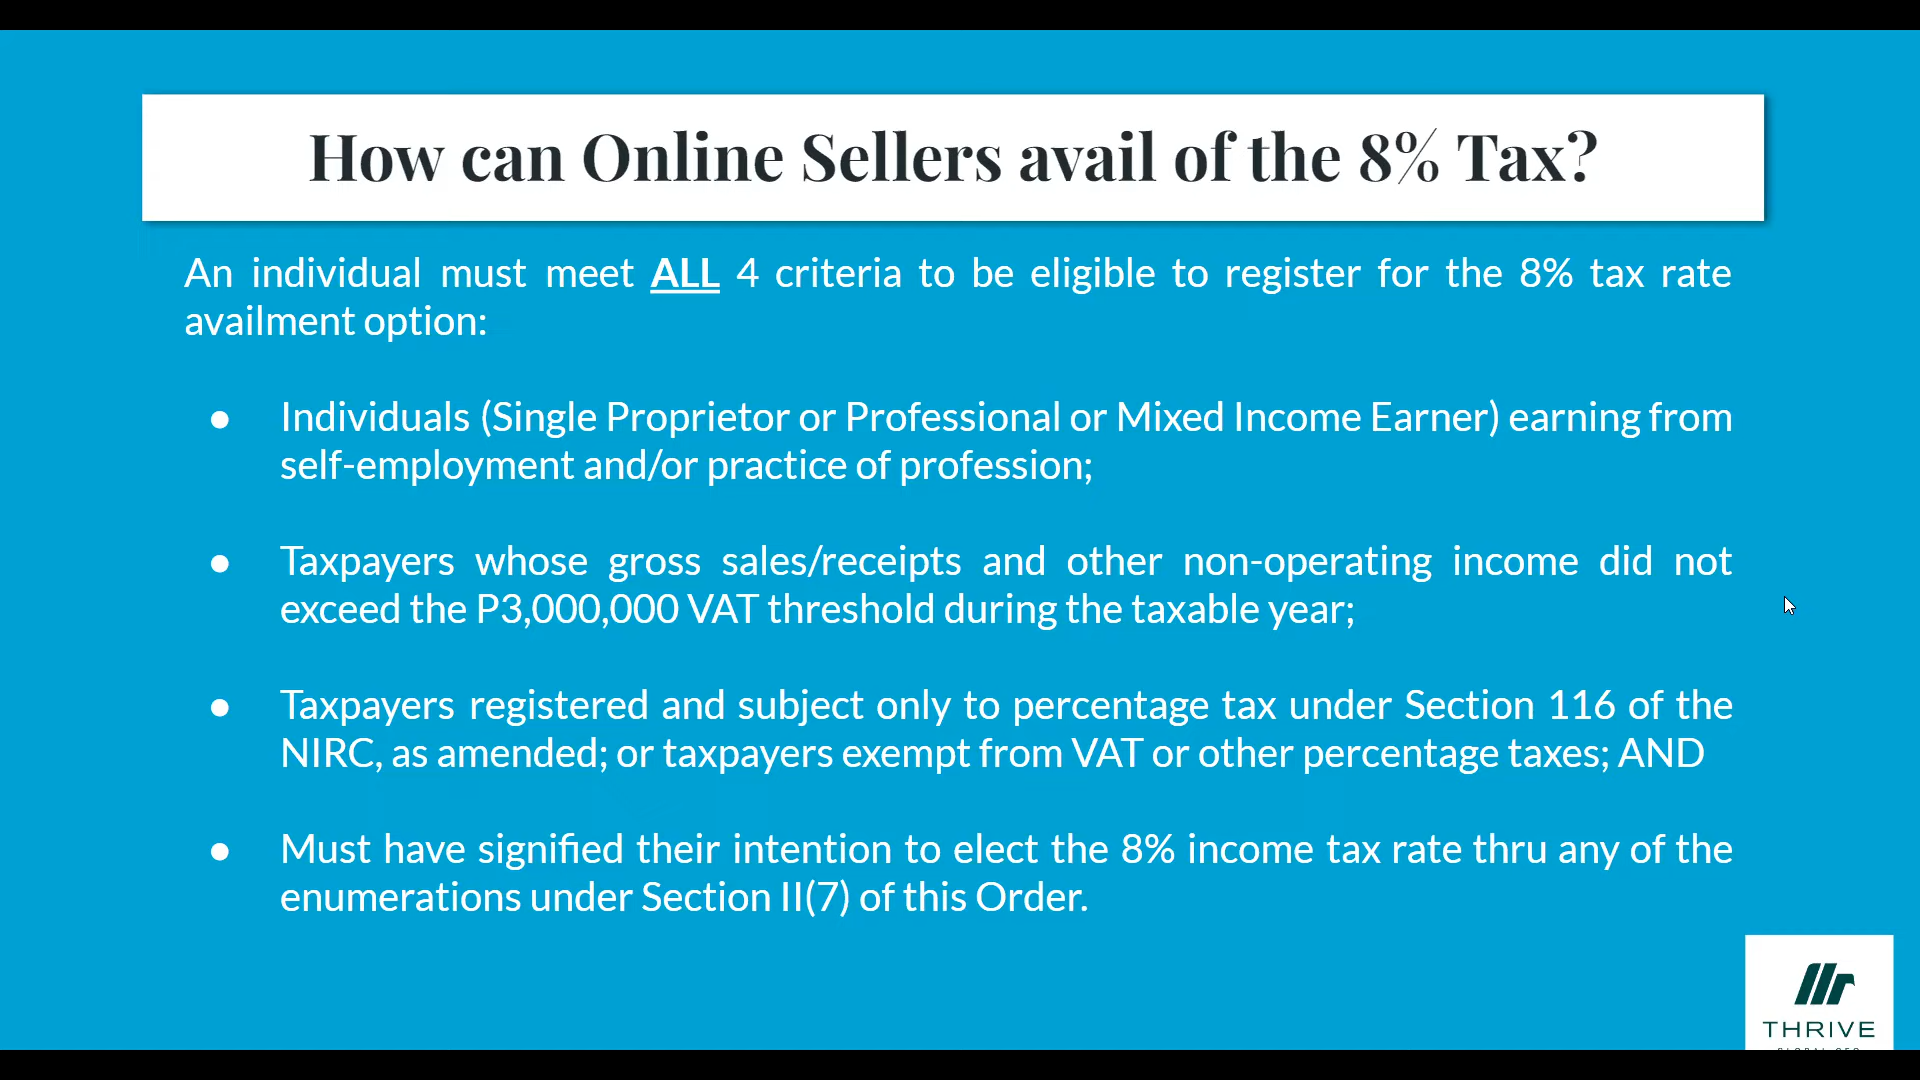 How can Online Sellers avail of the 8% Tax?
An individual must meet ALL 4 criteria to be eligible to register for the 8% tax rate
availment option:
● Individuals (Single Proprietor or Professional or Mixed Income Earner) earning from
self-employment and/or practice of profession;
● Taxpayers whose gross sales/receipts and other non-operating income did not
exceed the P3,000,000 VAT threshold during the taxable year;
● Taxpayers registered and subject only to percentage tax under Section 116 of the
NIRC, as amended; or taxpayers exempt from VAT or other percentage taxes; AND
● Must have signified their intention to elect the 8% income tax rate thru any of the
enumerations under Section II(7) of this Order.
THRIVE